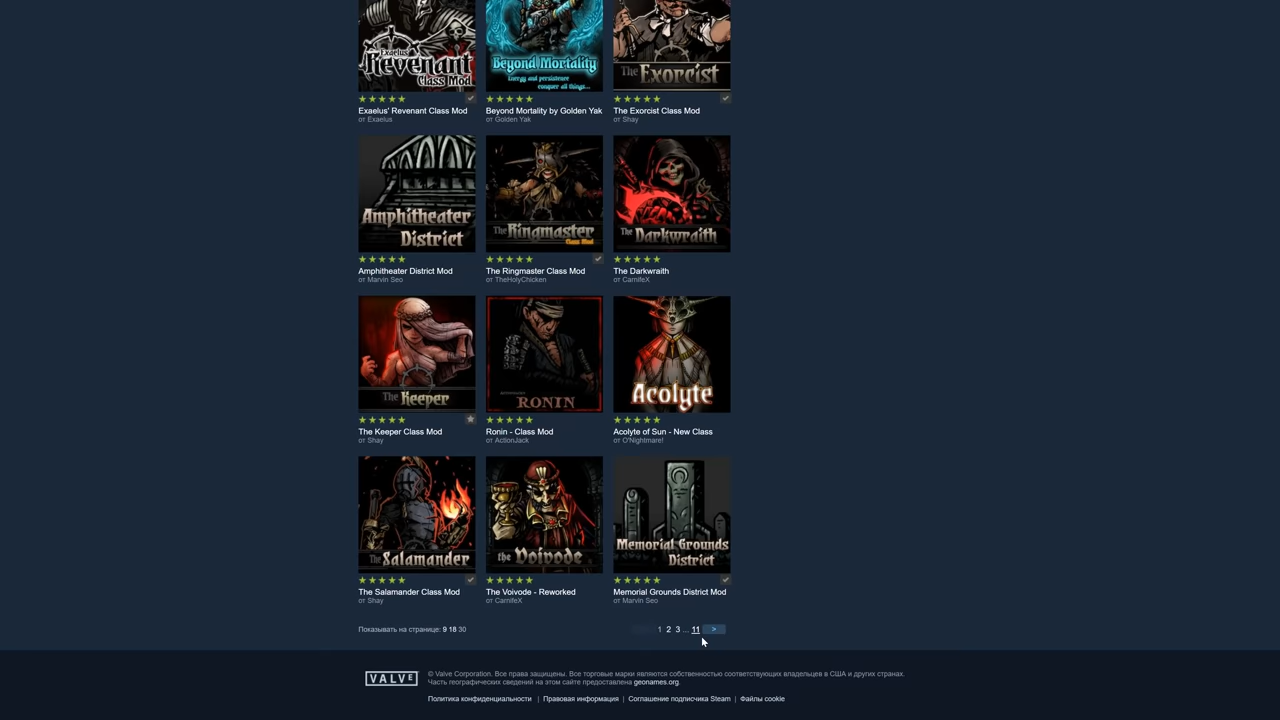 Exaelus'
Revenant
Class Mod
Beyond Mortality
Energy and persistence
conquer all things...
The Exorcist
Exaelus' Revenant Class Mod
от Exaelus
Beyond Mortality by Golden Yak
от Golden Yak
The Exorcist Class Mod
от Shay
Amphitheater
District
The Ringmaster
Class Mod
The Darkwraith
Amphitheater District Mod
от Marvin Seo
The Ringmaster Class Mod
от TheHolyChicken
The Darkwraith
от CarnifeX
The Keeper
RONIN
Acolyte
The Keeper Class Mod
от Shay
Ronin - Class Mod
от ActionJack
Acolyte of Sun - New Class
от O'Nightmare!
The Salamander
the Voivode
Memorial Grounds
District
The Salamander Class Mod
от Shay
The Voivode - Reworked
от CarnifeX
Memorial Grounds District Mod
от Marvin Seo
Показывать на странице: 9 18 30
1 2 3 ... 11 >
VALVE
© Valve Corporation. Все права защищены. Все торговые марки являются собственностью соответствующих владельцев в США и других странах.
Часть географических сведений на этом сайте предоставлена geonames.org.
Политика конфиденциальности | Правовая информация | Соглашение подписчика Steam | Файлы cookie